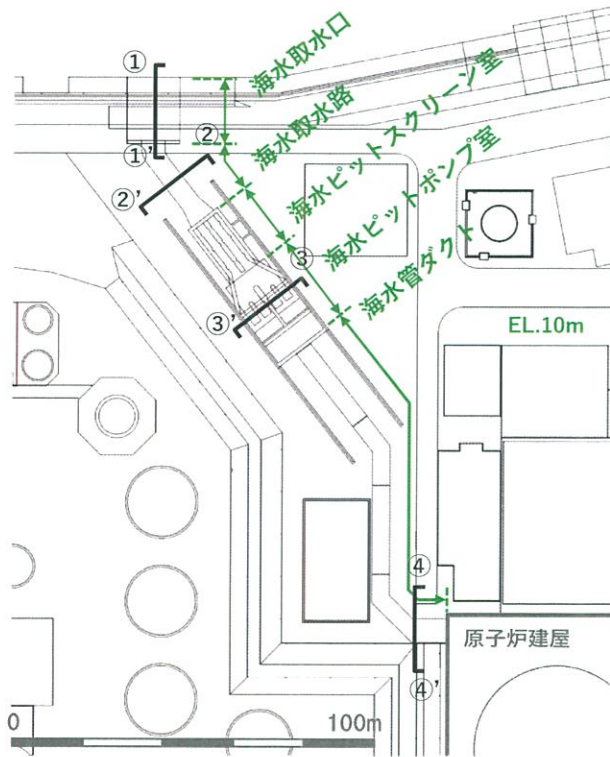 海水取水口
①
②
海水取水路
①'
海水ピットスクリーン室
②'
海水ピットポンプ室
③
海水管ダクト
③'
EL.10m
④
原子炉建屋
④'
0
100m